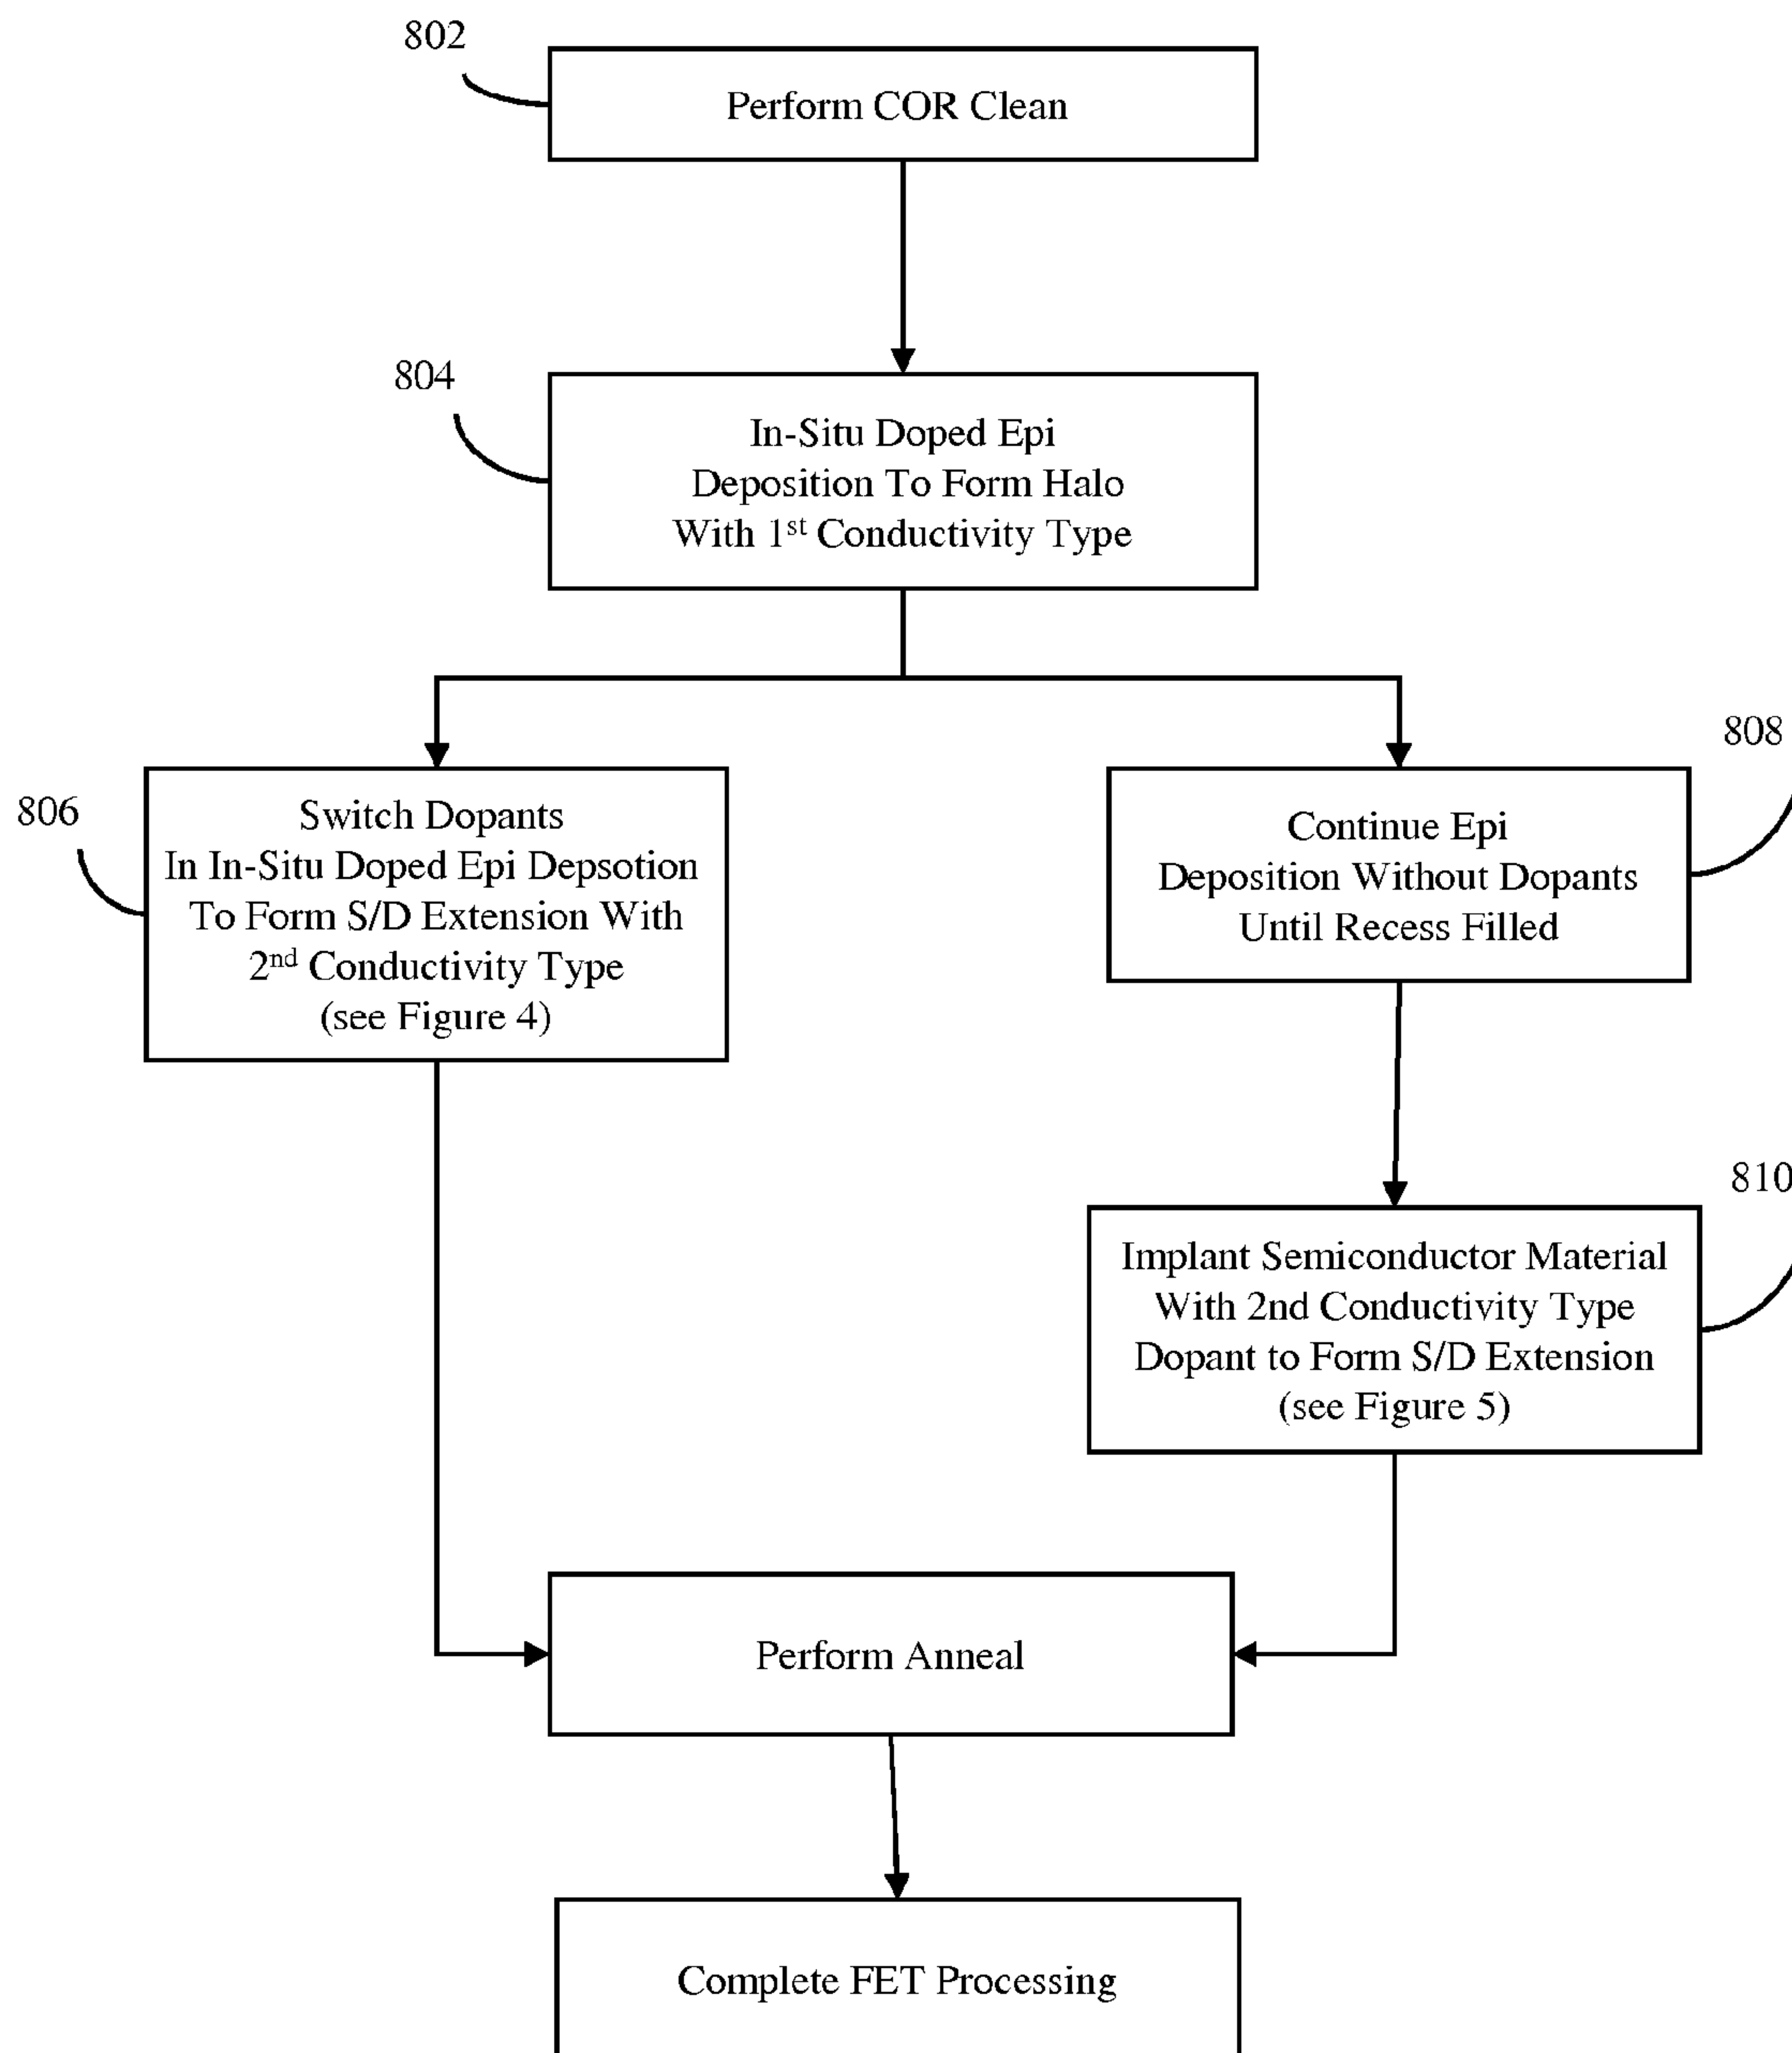 802
Perform COR Clean
804
In-Situ Doped Epi
Deposition To Form Halo
With 1st Conductivity Type
806
Switch Dopants
In In-Situ Doped Epi Depsotion
To Form S/D Extension With
2nd Conductivity Type
(see Figure 4)
808
Continue Epi
Deposition Without Dopants
Until Recess Filled
810
Implant Semiconductor Material
With 2nd Conductivity Type
Dopant to Form S/D Extension
(see Figure 5)
Perform Anneal
Complete FET Processing